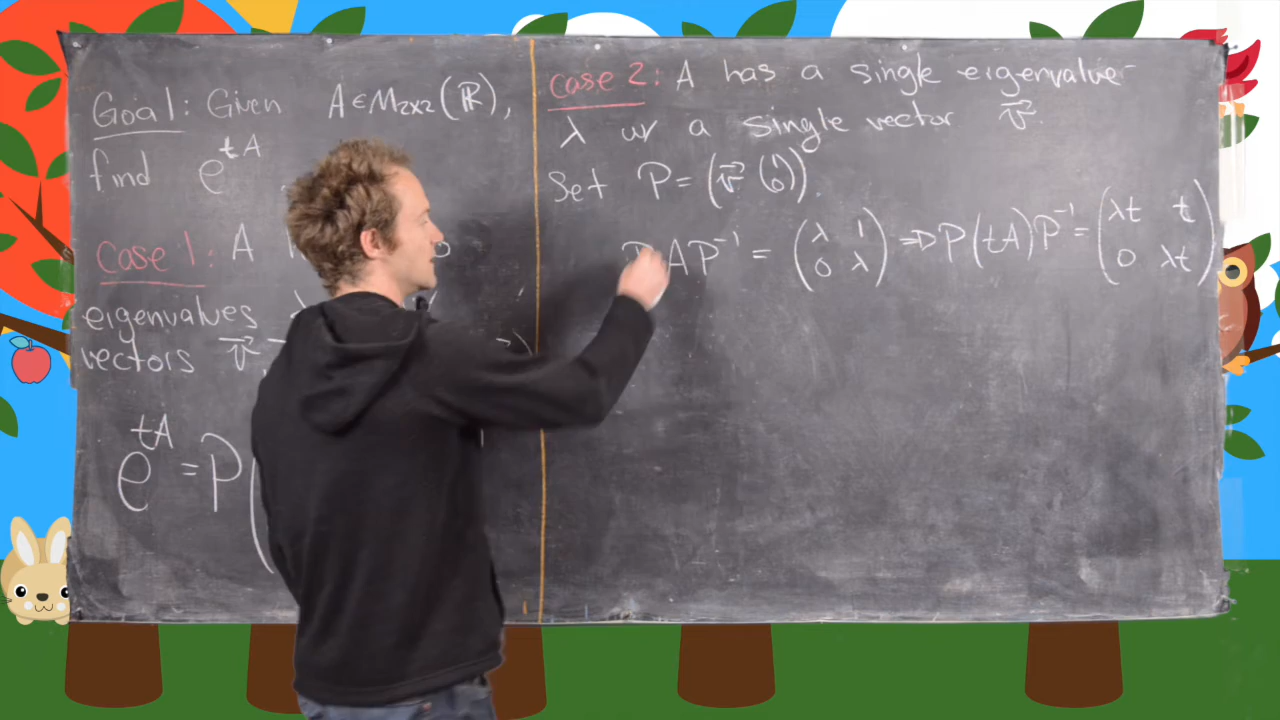 Goal: Given A ∈ M₂ₓ₂(ℝ),
find e^{tA}
case 1: A
eigenvalues
vectors v⃗,
e^{tA} = P(
case 2: A has a single eigenvalue
λ w/ a single vector v⃗.
Set P = (v⃗ (1 0)).
PAP⁻¹ = (λ 1 0 λ) ⇒ P(tA)P⁻¹ = (λt t 0 λt)